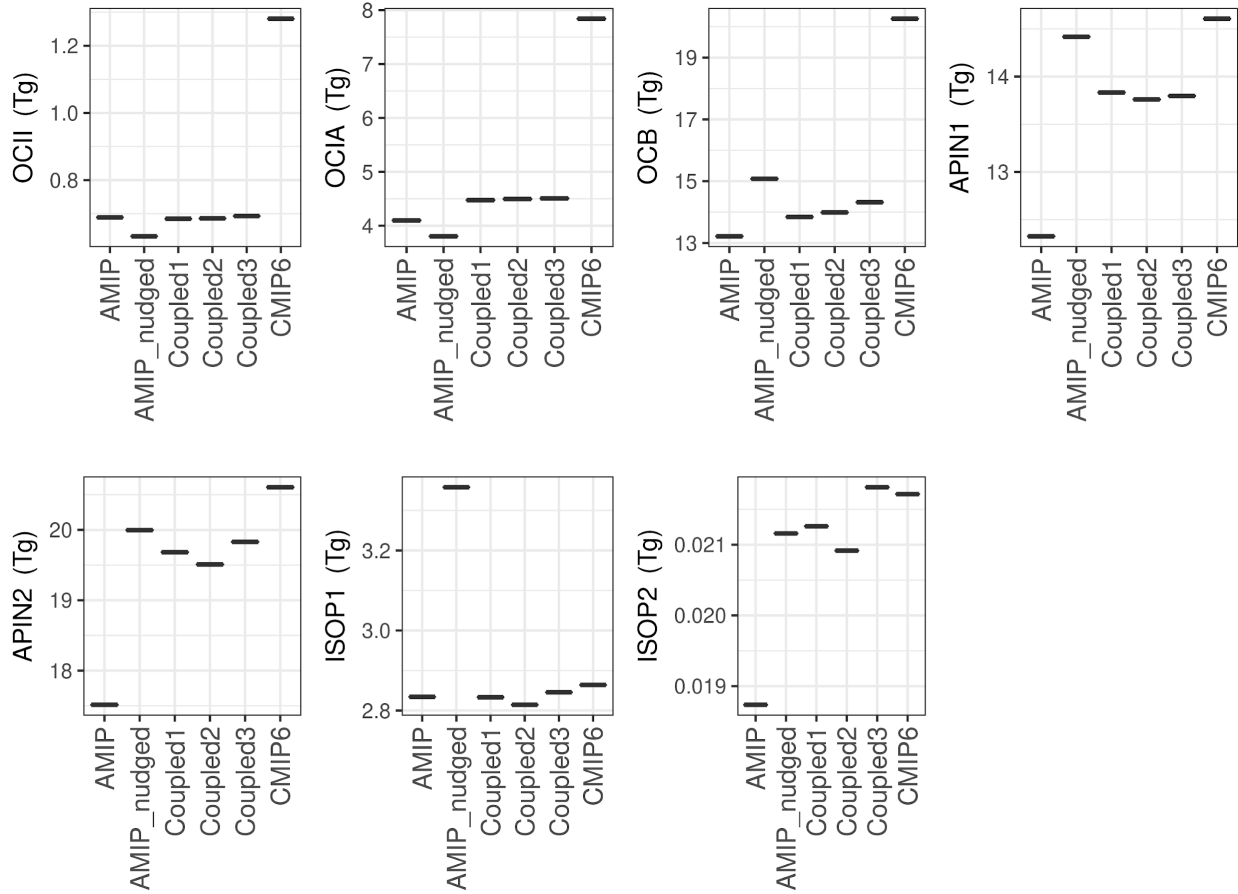 OCII (Tg)
1.2
1.0
0.8
AMIP
AMIP_nudged
Coupled1
Coupled2
Coupled3
CMIP6
OCIA (Tg)
8
7
6
5
4
AMIP
AMIP_nudged
Coupled1
Coupled2
Coupled3
CMIP6
OCB (Tg)
19
17
15
13
AMIP
AMIP_nudged
Coupled1
Coupled2
Coupled3
CMIP6
APIN1 (Tg)
14
13
AMIP
AMIP_nudged
Coupled1
Coupled2
Coupled3
CMIP6
APIN2 (Tg)
20
19
18
AMIP
AMIP_nudged
Coupled1
Coupled2
Coupled3
CMIP6
ISOP1 (Tg)
3.2
3.0
2.8
AMIP
AMIP_nudged
Coupled1
Coupled2
Coupled3
CMIP6
ISOP2 (Tg)
0.021
0.020
0.019
AMIP
AMIP_nudged
Coupled1
Coupled2
Coupled3
CMIP6